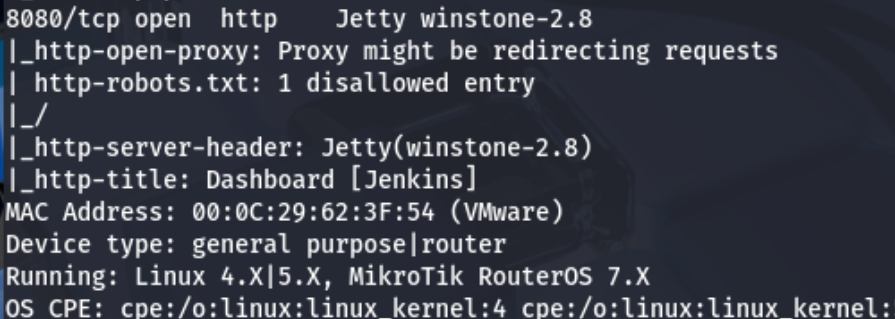 8080/tcp open  http    Jetty winstone-2.8
|_http-open-proxy: Proxy might be redirecting requests
| http-robots.txt: 1 disallowed entry
|_/
|_http-server-header: Jetty(winstone-2.8)
|_http-title: Dashboard [Jenkins]
MAC Address: 00:0C:29:62:3F:54 (VMware)
Device type: general purpose|router
Running: Linux 4.X|5.X, MikroTik RouterOS 7.X
OS CPE: cpe:/o:linux:linux_kernel:4 cpe:/o:linux:linux_kernel: